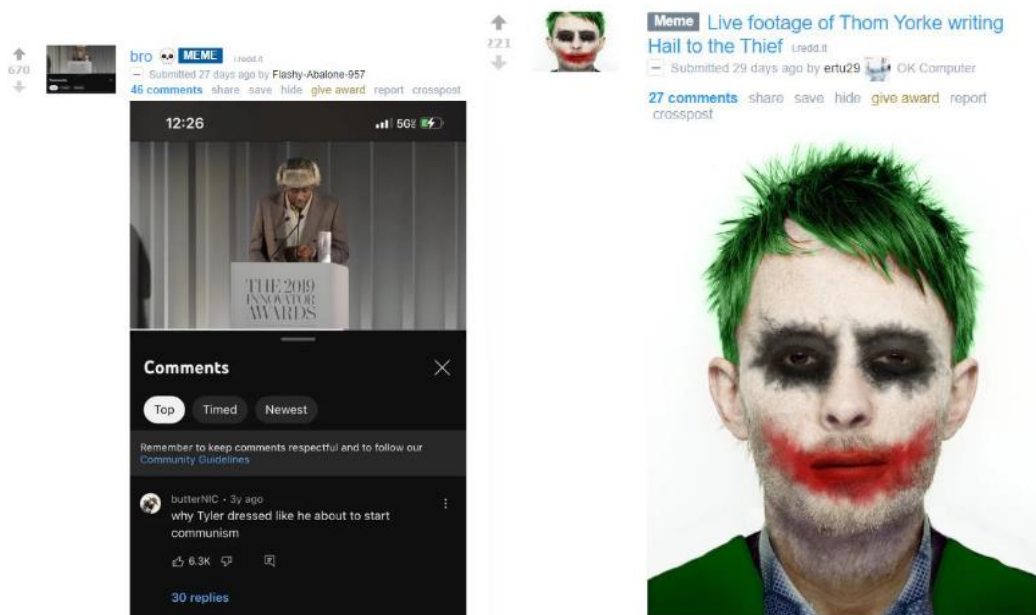 670
bro 💀 MEME i.redd.it
Submitted 27 days ago by Flashy-Abalone-957
46 comments share save hide give award report crosspost
12:26
5G
THE 2019
INNOVATOR
AWARDS
Comments
Top Timed Newest
Remember to keep comments respectful and to follow our
Community Guidelines
butterNIC • 3y ago
why Tyler dressed like he about to start
communism
6.3K
30 replies
221
Meme Live footage of Thom Yorke writing
Hail to the Thief i.redd.it
Submitted 29 days ago by ertu29 OK Computer
27 comments share save hide give award report
crosspost